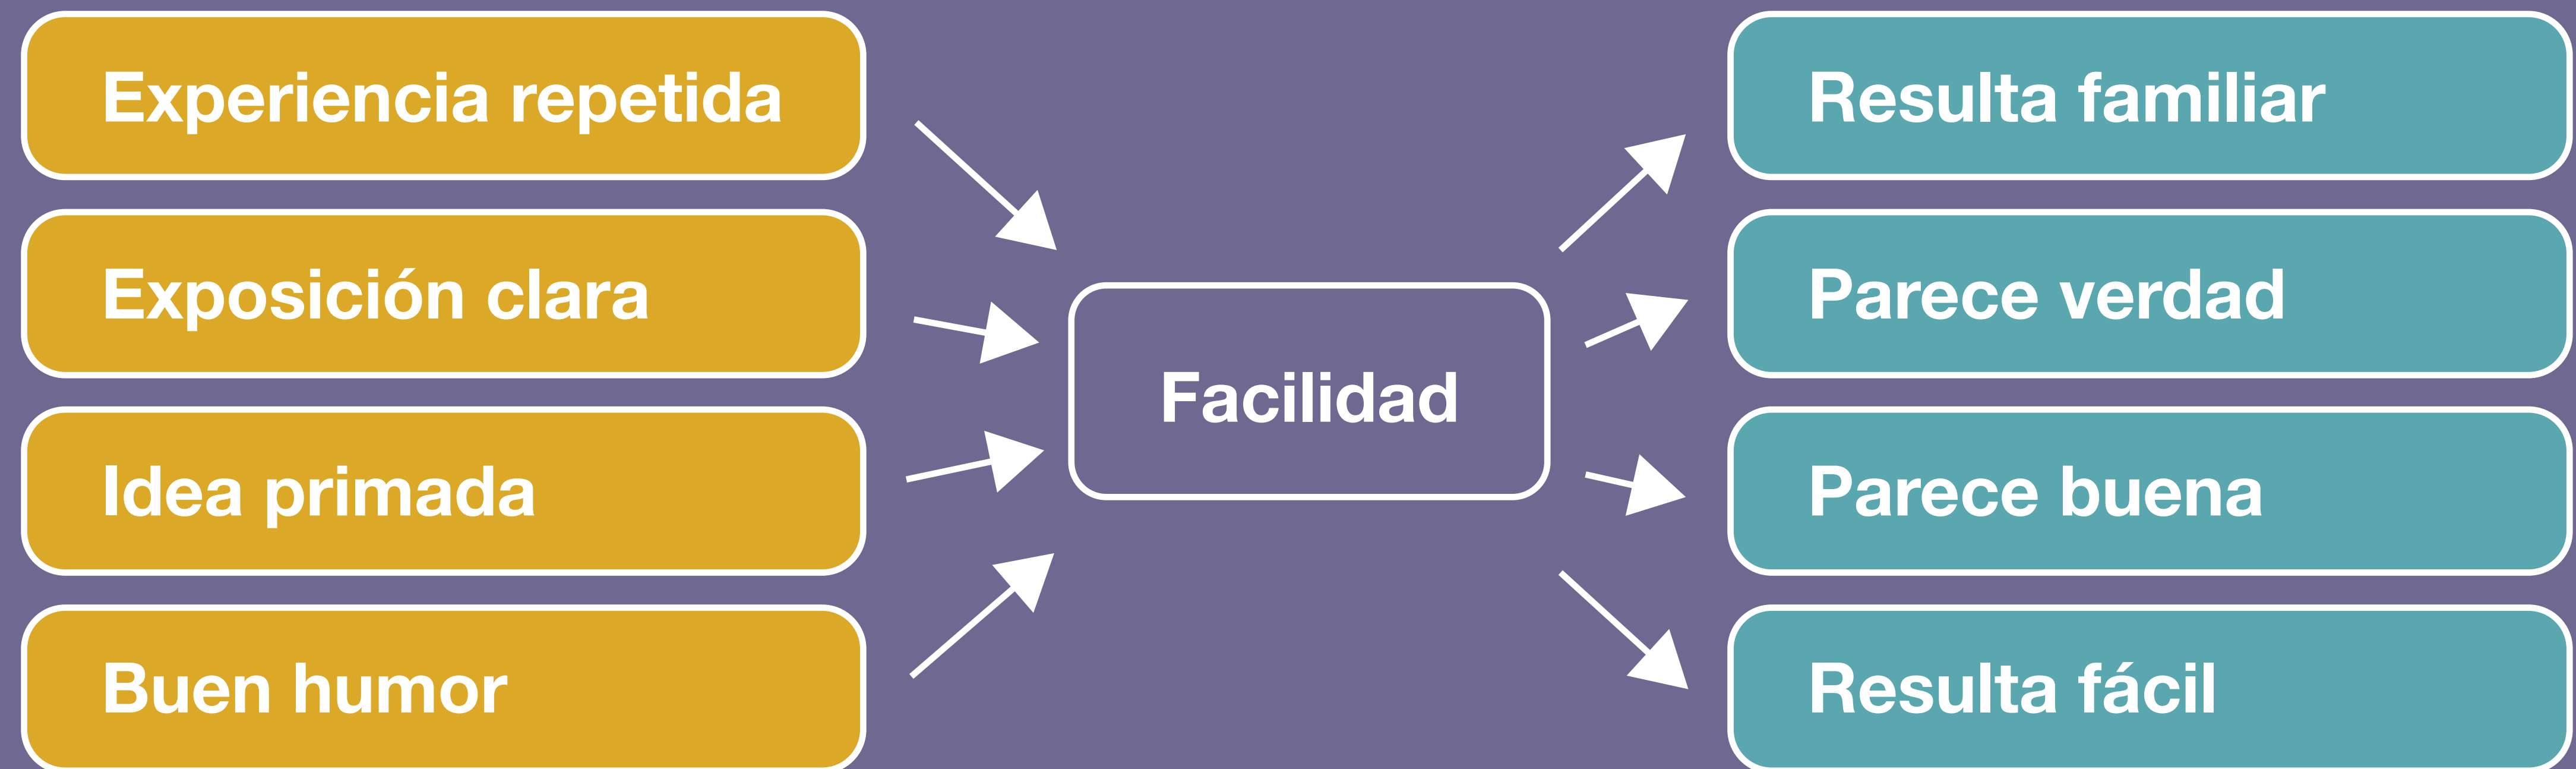 Experiencia repetida
Exposición clara
Idea primada
Buen humor
Facilidad
Resulta familiar
Parece verdad
Parece buena
Resulta fácil